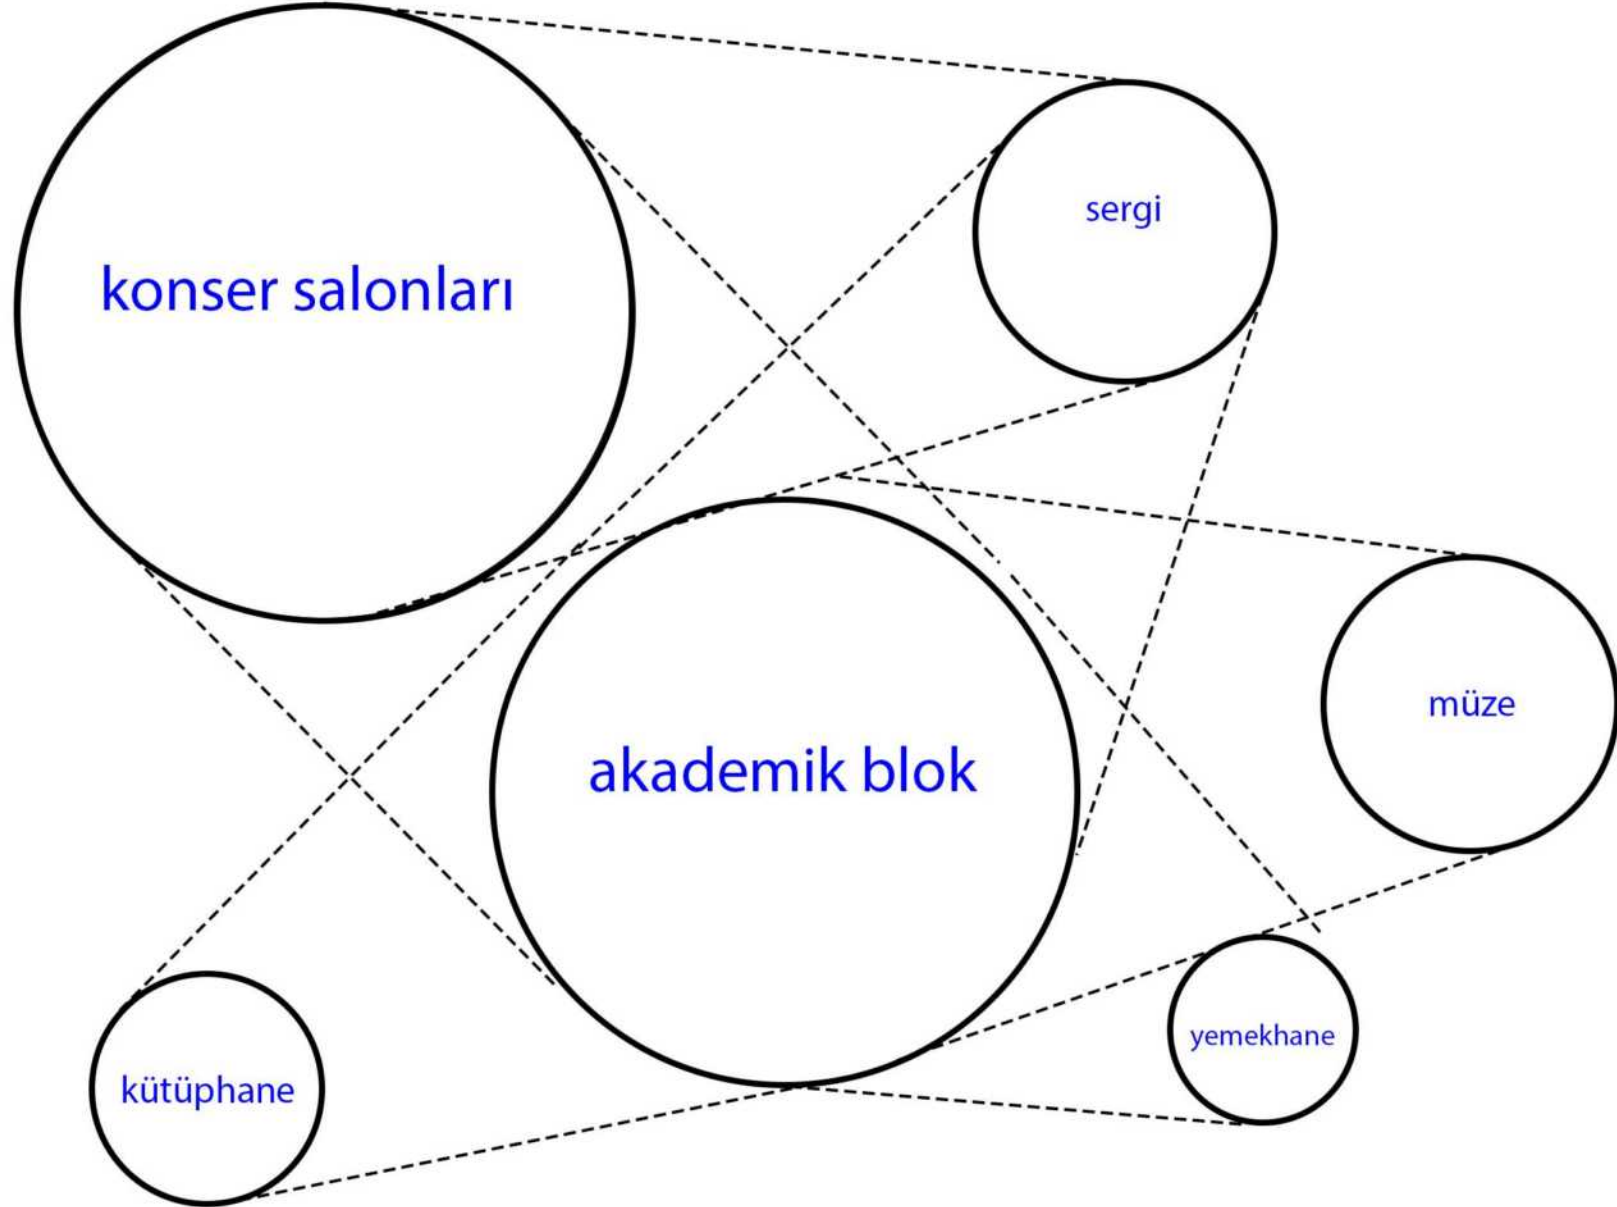 sergi
konser salonları
müze
akademik blok
yemekhane
kütüphane